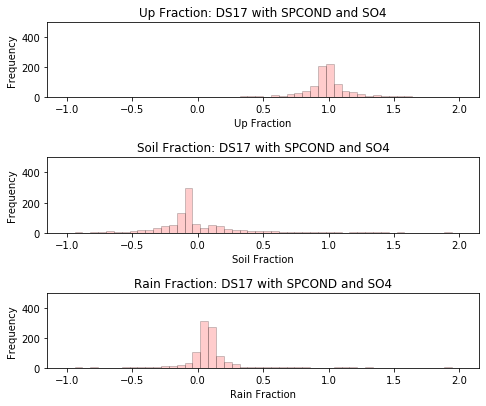 Up Fraction: DS17 with SPCOND and SO4
Frequency
400
200
0
-1.0 -0.5 0.0 0.5 1.0 1.5 2.0
Up Fraction
Soil Fraction: DS17 with SPCOND and SO4
Frequency
400
200
0
-1.0 -0.5 0.0 0.5 1.0 1.5 2.0
Soil Fraction
Rain Fraction: DS17 with SPCOND and SO4
Frequency
400
200
0
-1.0 -0.5 0.0 0.5 1.0 1.5 2.0
Rain Fraction